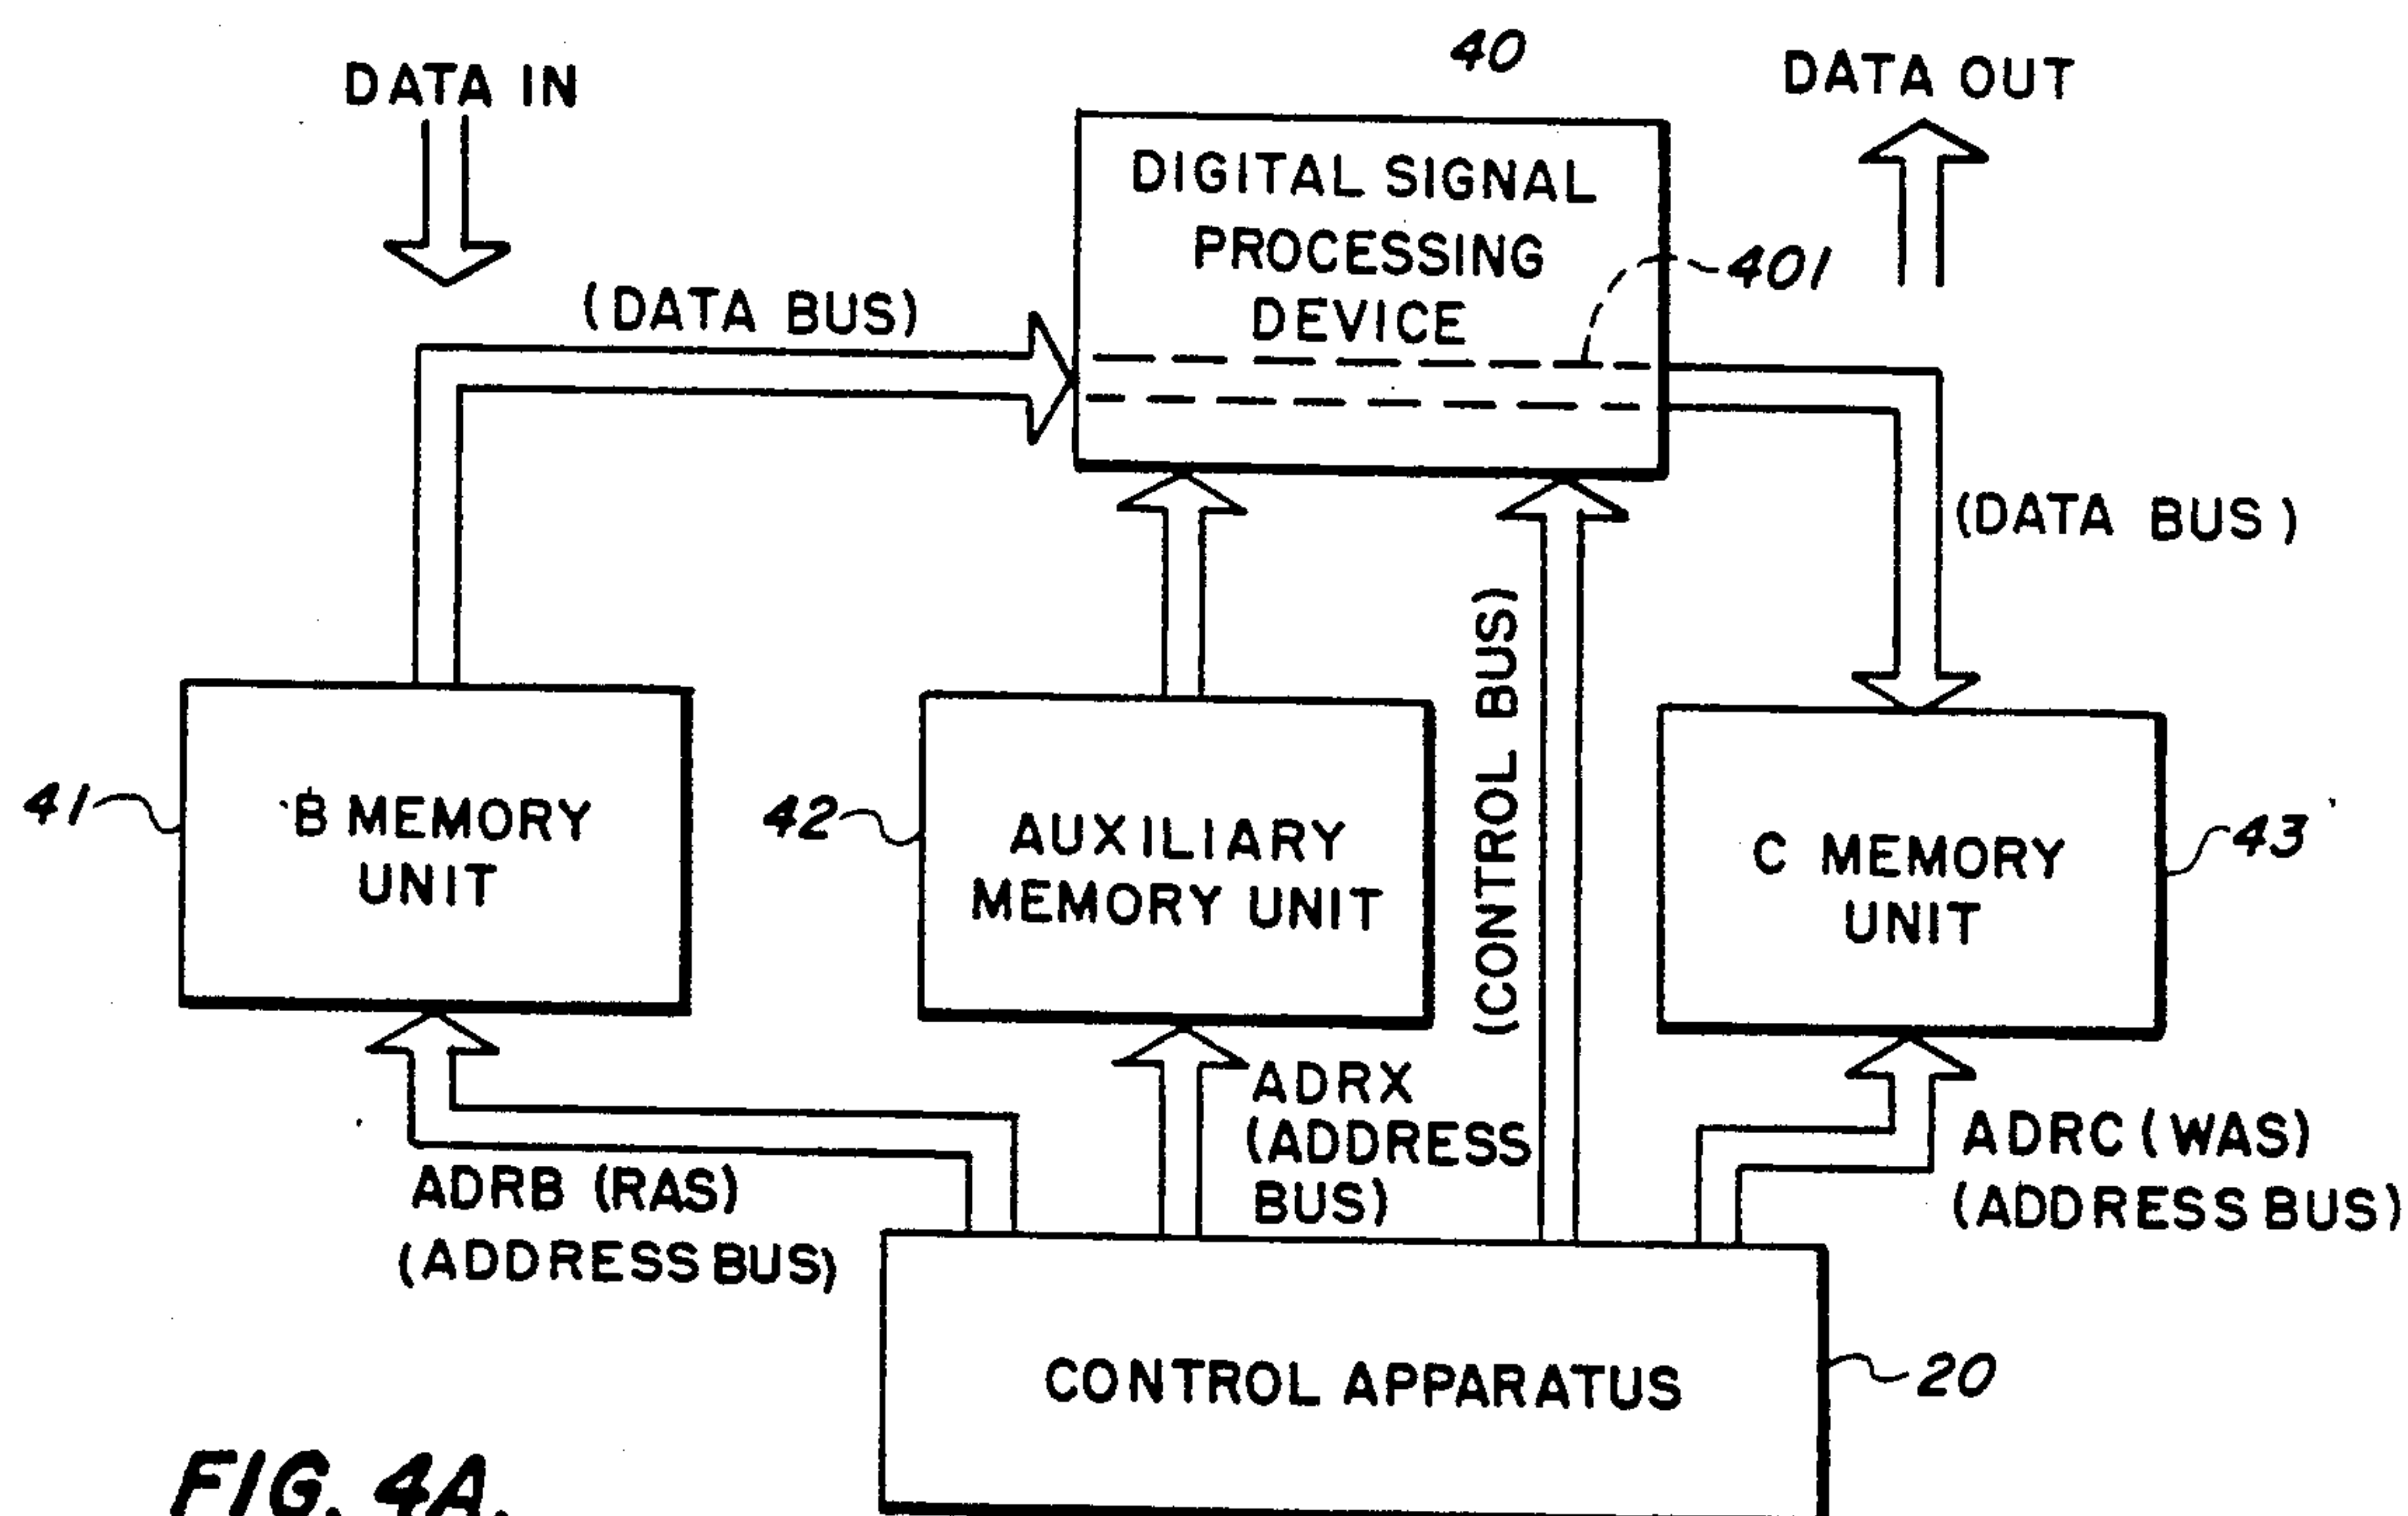 40
DATA IN
DATA OUT
DIGITAL SIGNAL
PROCESSING
DEVICE
401
(DATA BUS)
(DATA BUS)
(CONTROL BUS)
41
B MEMORY
UNIT
42
AUXILIARY
MEMORY UNIT
C MEMORY
UNIT
43
ADRX
(ADDRESS
BUS)
ADRB (RAS)
(ADDRESS BUS)
ADRC (WAS)
(ADDRESS BUS)
CONTROL APPARATUS
20
FIG. 4A.